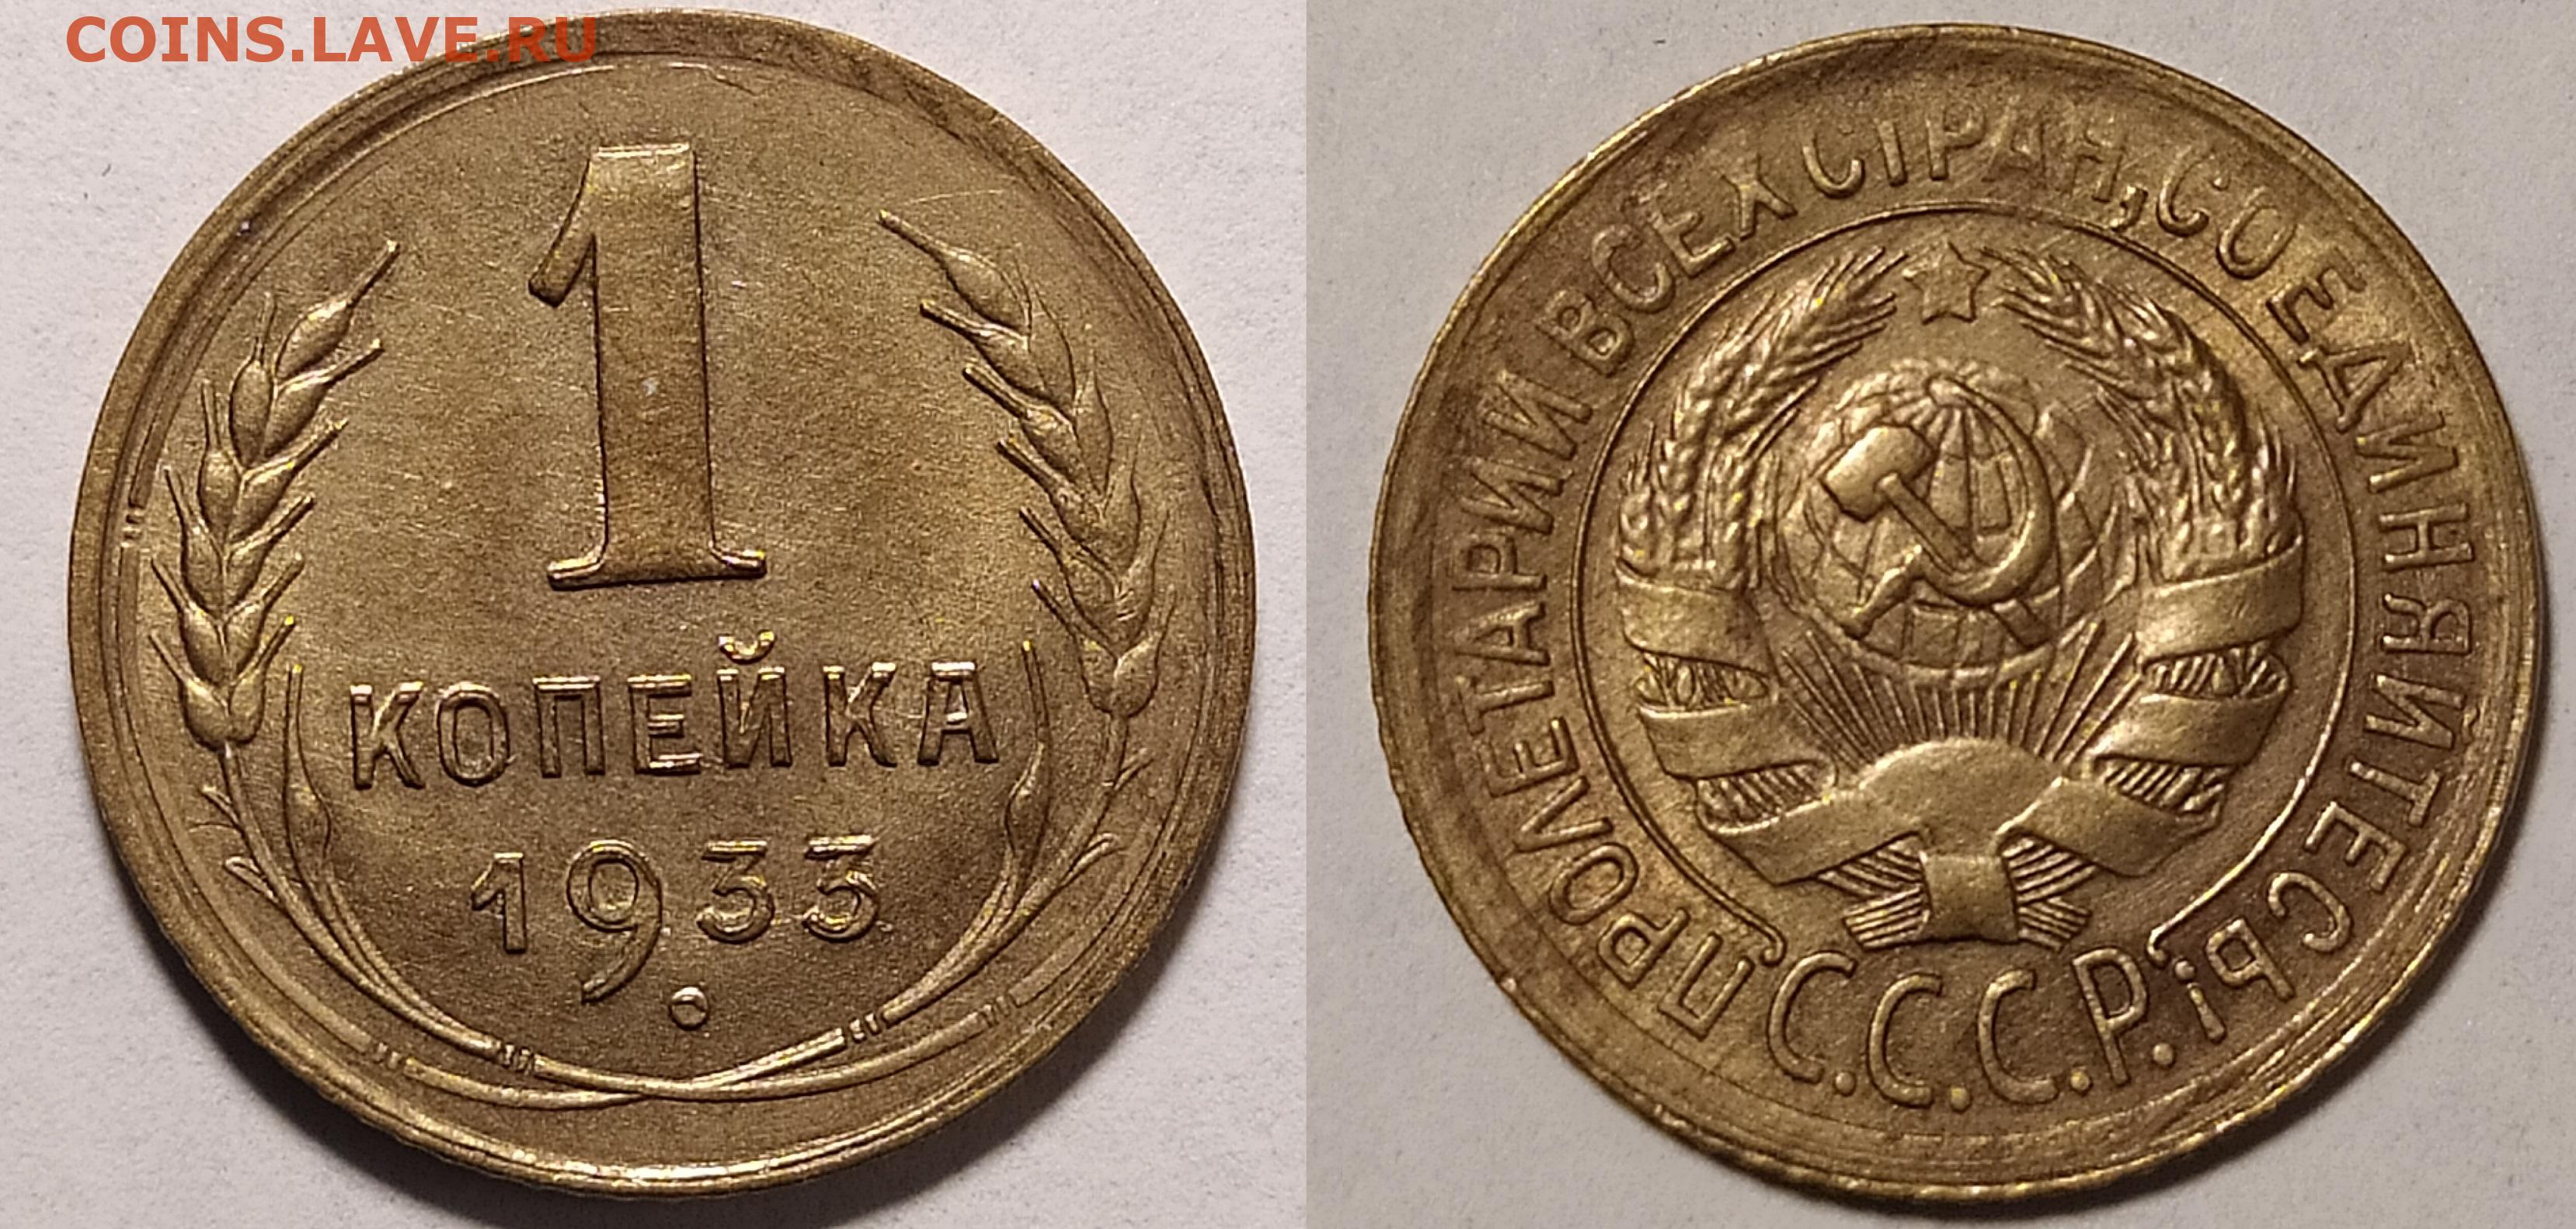 COINS.LAVE.RU
1
КОПЕЙКА
1933
ПРОЛЕТАРИИ ВСЕХ СТРАН, СОЕДИНЯЙТЕСЬ!
С.С.С.Р.